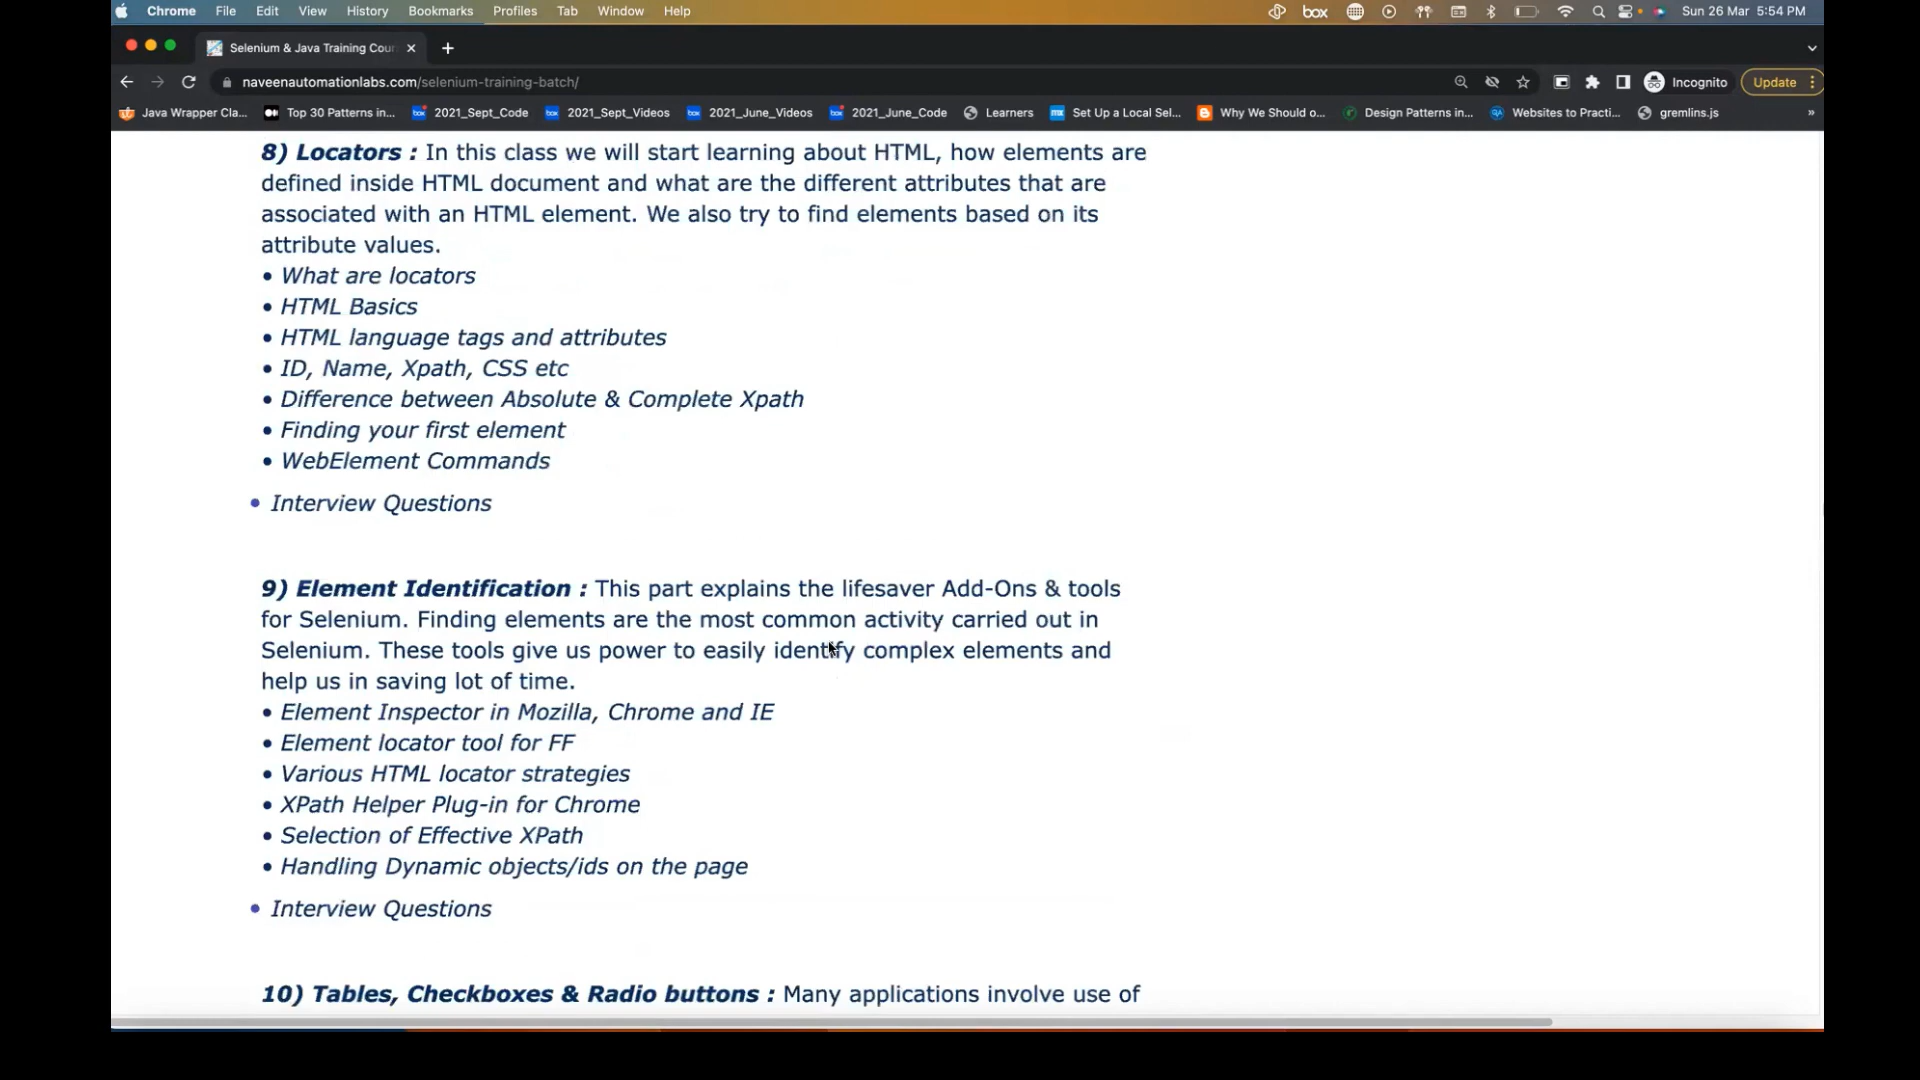 Chrome File Edit View History Bookmarks Profiles Tab Window Help box Sun 26 Mar 5:54 PM
Selenium & Java Training Cour
naveenautomationlabs.com/selenium-training-batch/ Incognito Update
Java Wrapper Cla... Top 30 Patterns in... 2021_Sept_Code 2021_Sept_Videos 2021_June_Videos 2021_June_Code Learners Set Up a Local Sel... Why We Should o... Design Patterns in... Websites to Practi... gremlins.js »
8) Locators : In this class we will start learning about HTML, how elements are
defined inside HTML document and what are the different attributes that are
associated with an HTML element. We also try to find elements based on its
attribute values.
• What are locators
• HTML Basics
• HTML language tags and attributes
• ID, Name, Xpath, CSS etc
• Difference between Absolute & Complete Xpath
• Finding your first element
• WebElement Commands
• Interview Questions
9) Element Identification : This part explains the lifesaver Add-Ons & tools
for Selenium. Finding elements are the most common activity carried out in
Selenium. These tools give us power to easily identify complex elements and
help us in saving lot of time.
• Element Inspector in Mozilla, Chrome and IE
• Element locator tool for FF
• Various HTML locator strategies
• XPath Helper Plug-in for Chrome
• Selection of Effective XPath
• Handling Dynamic objects/ids on the page
• Interview Questions
10) Tables, Checkboxes & Radio buttons : Many applications involve use of